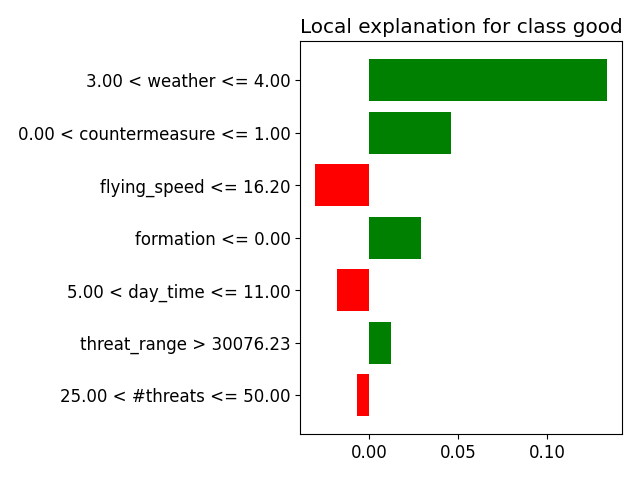 Local explanation for class good
3.00 < weather <= 4.00
0.00 < countermeasure <= 1.00
flying_speed <= 16.20
formation <= 0.00
5.00 < day_time <= 11.00
threat_range > 30076.23
25.00 < #threats <= 50.00
0.00 0.05 0.10